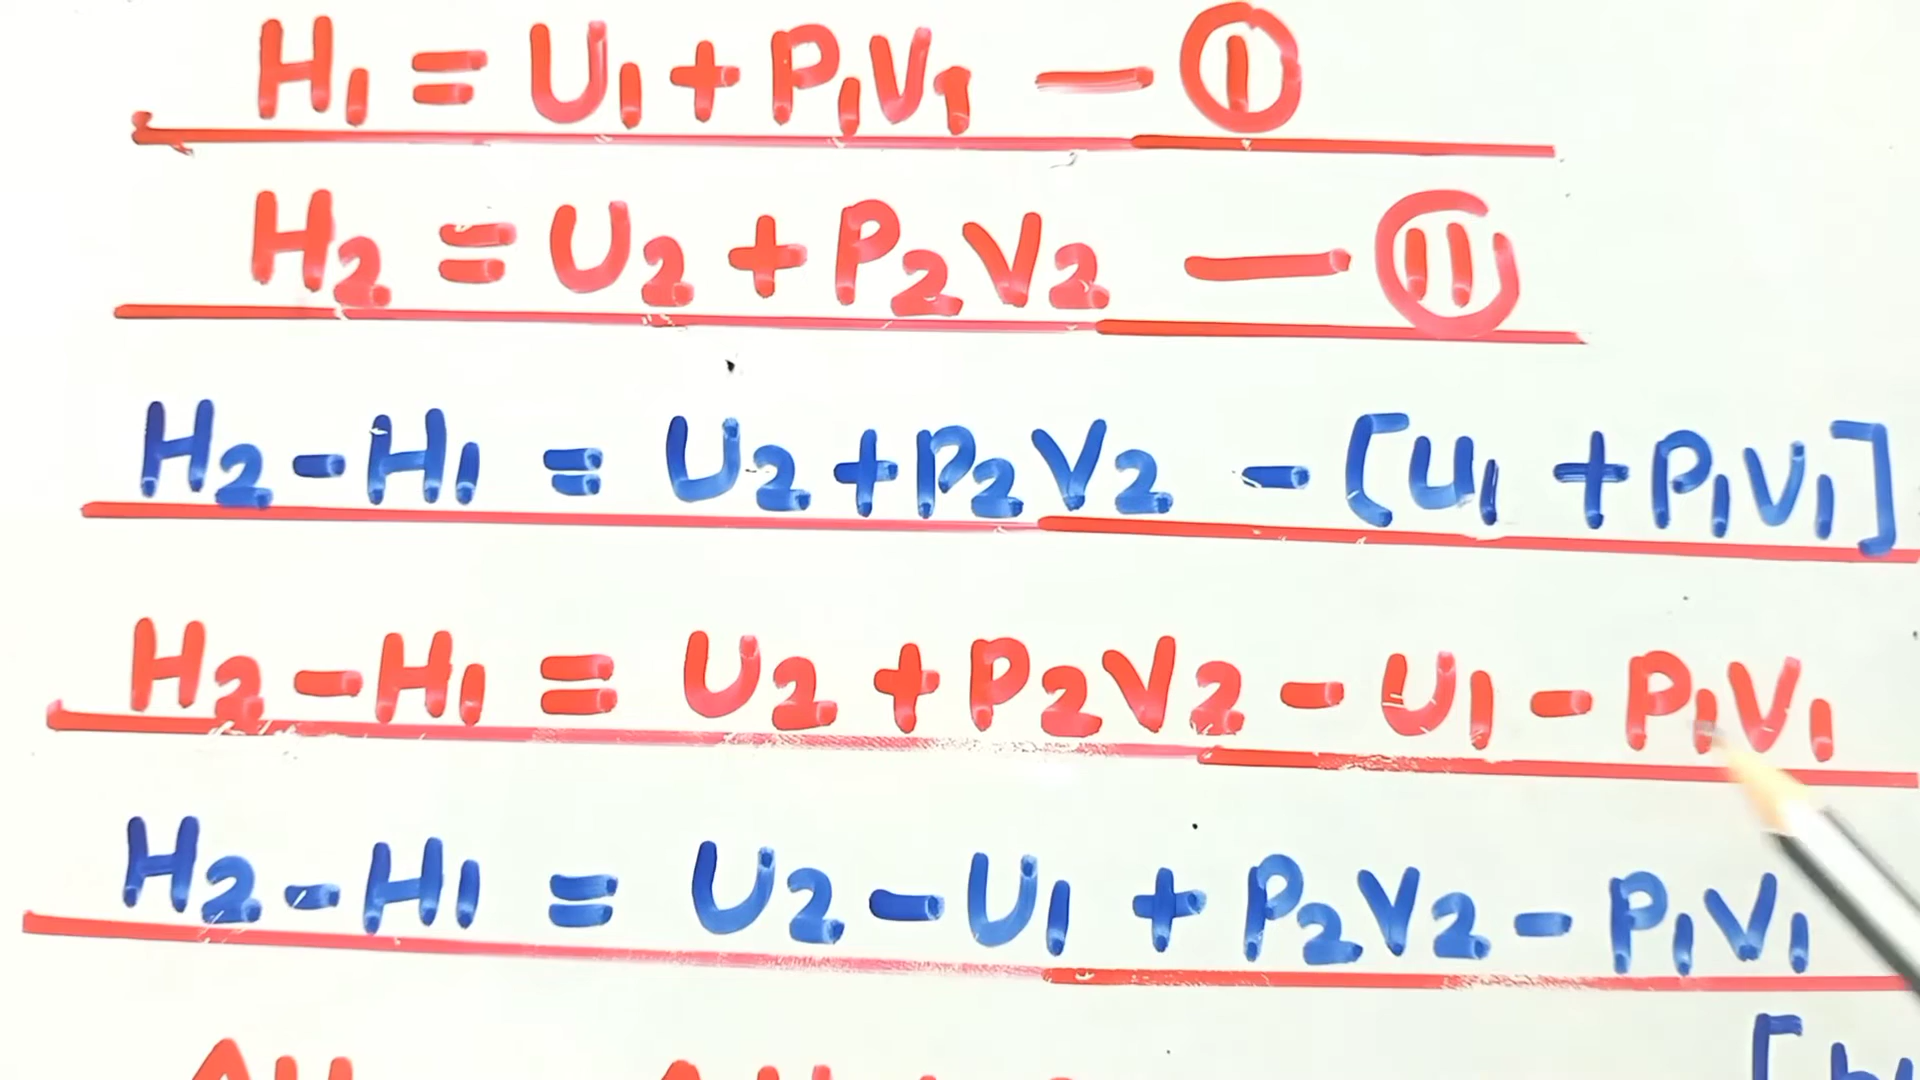 H₁ = U₁ + P₁V₁ — Ⓘ
H₂ = U₂ + P₂V₂ — (II)
H₂ - H₁ = U₂ + P₂V₂ - [U₁ + P₁V₁]
H₂ - H₁ = U₂ + P₂V₂ - U₁ - P₁V₁
H₂ - H₁ = U₂ - U₁ + P₂V₂ - P₁V₁